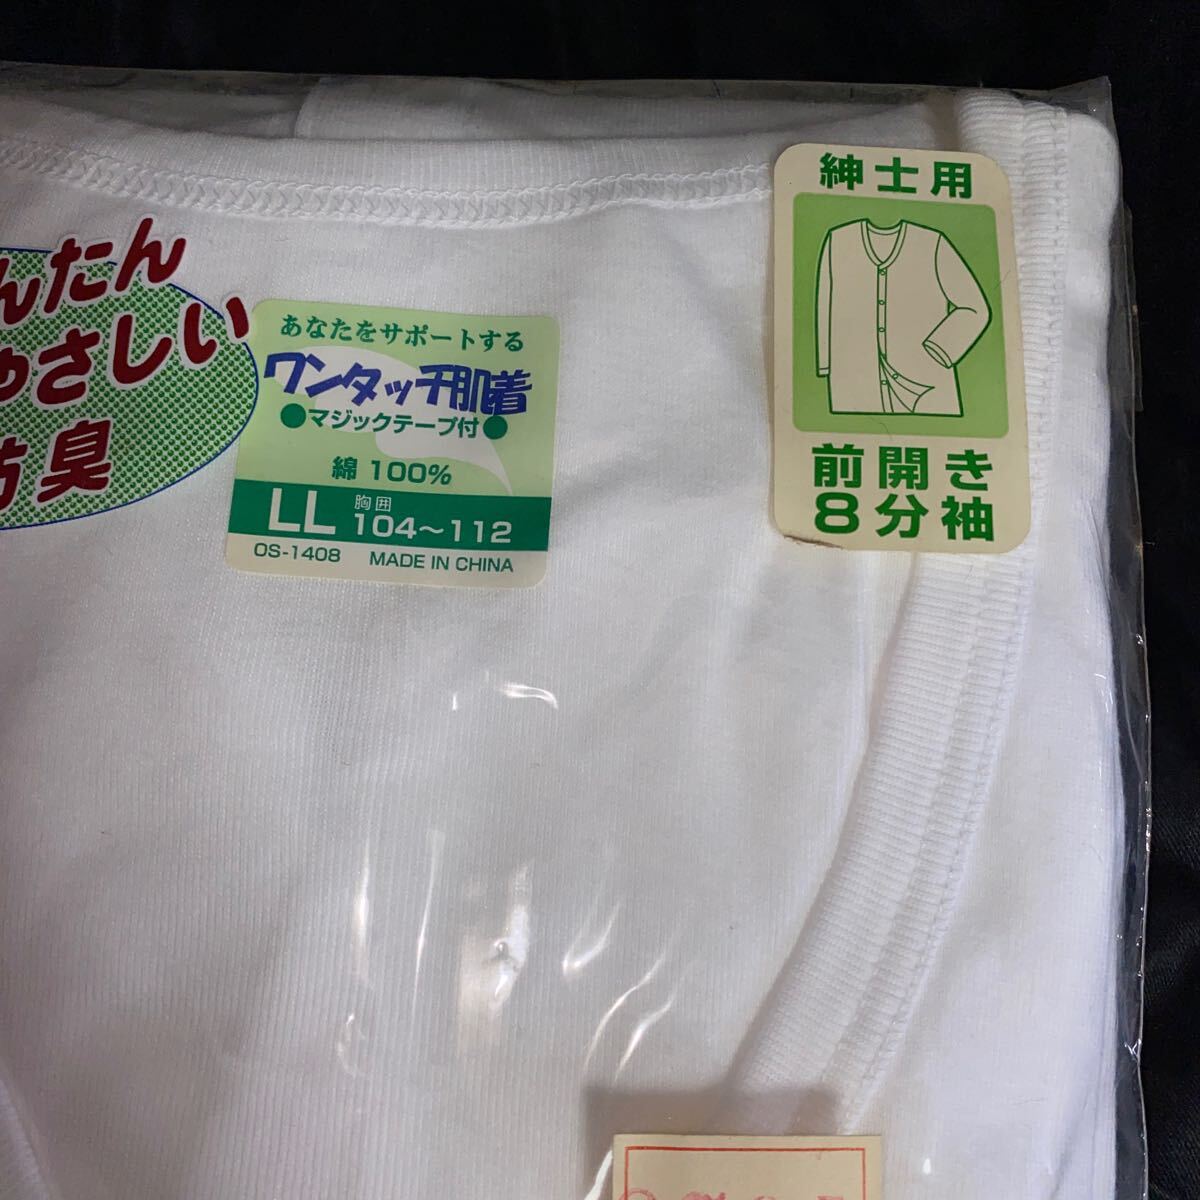 んたん
やさしい
防臭
あなたをサポートする
ワンタッチ肌着
●マジックテープ付●
綿 100%
LL 胸囲 104～112
OS-1408 MADE IN CHINA
紳士用
前開き
8分袖